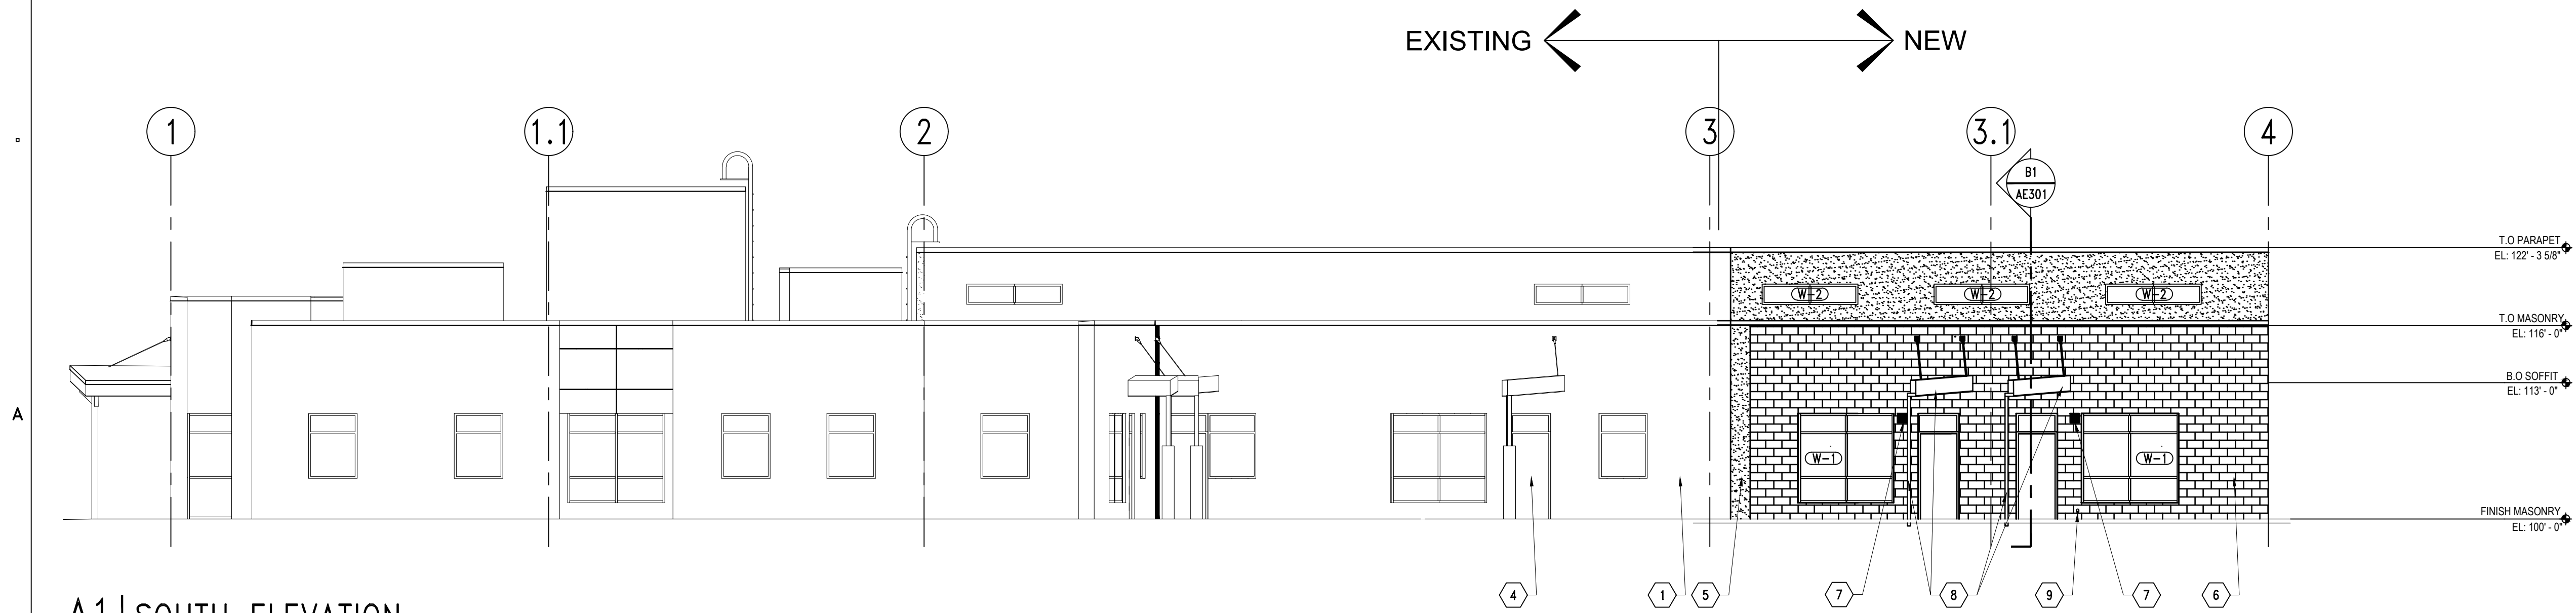 EXISTING NEW
1 1.1 2 3 3.1 4
B1
AE301
T.O PARAPET
EL: 122' - 3 5/8"
W-2 W-2 W-2
T.O MASONRY
EL: 116' - 0"
B.O SOFFIT
EL: 113' - 0"
A
W-1 W-1
FINISH MASONRY
EL: 100' - 0"
4 1 5 7 8 9 7 6
A1 SOUTH ELEVATION